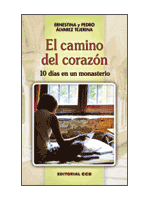 ERNESTINA y PEDRO
ÁLVAREZ TEJERINA
El camino
del corazón
10 días en un monasterio
EDITORIAL CCS